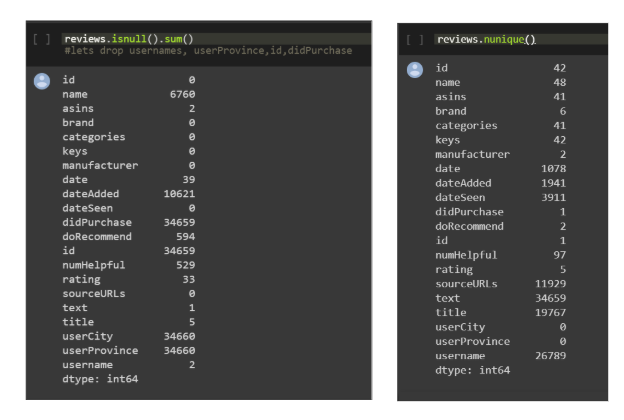 [ ] reviews.isnull().sum()
#lets drop usernames, userProvince,id,didPurchase
id 0
name 6760
asins 2
brand 0
categories 0
keys 0
manufacturer 0
date 39
dateAdded 10621
dateSeen 0
didPurchase 34659
doRecommend 594
id 34659
numHelpful 529
rating 33
sourceURLs 0
text 1
title 5
userCity 34660
userProvince 34660
username 2
dtype: int64
[ ] reviews.nunique()
id 42
name 48
asins 41
brand 6
categories 41
keys 42
manufacturer 2
date 1078
dateAdded 1941
dateSeen 3911
didPurchase 1
doRecommend 2
id 1
numHelpful 97
rating 5
sourceURLs 11929
text 34659
title 19767
userCity 0
userProvince 0
username 26789
dtype: int64